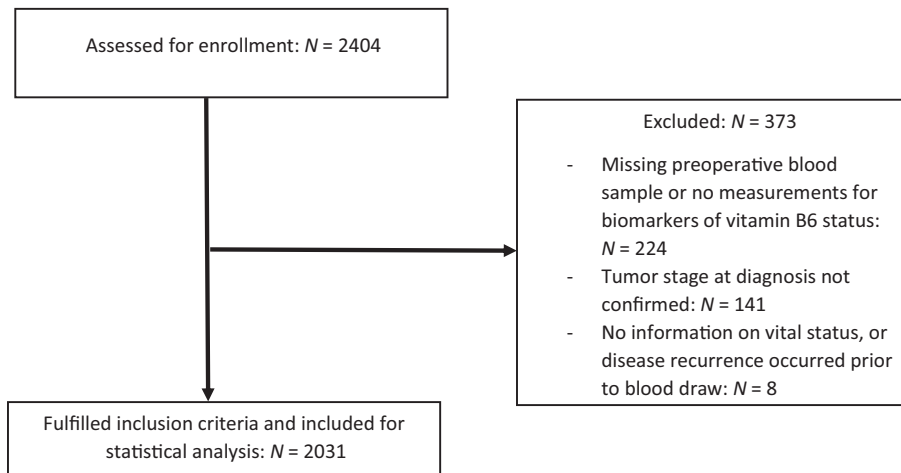 Assessed for enrollment: N = 2404
Excluded: N = 373
- Missing preoperative blood
sample or no measurements for
biomarkers of vitamin B6 status:
N = 224
- Tumor stage at diagnosis not
confirmed: N = 141
- No information on vital status, or
disease recurrence occurred prior
to blood draw: N = 8
Fulfilled inclusion criteria and included for
statistical analysis: N = 2031